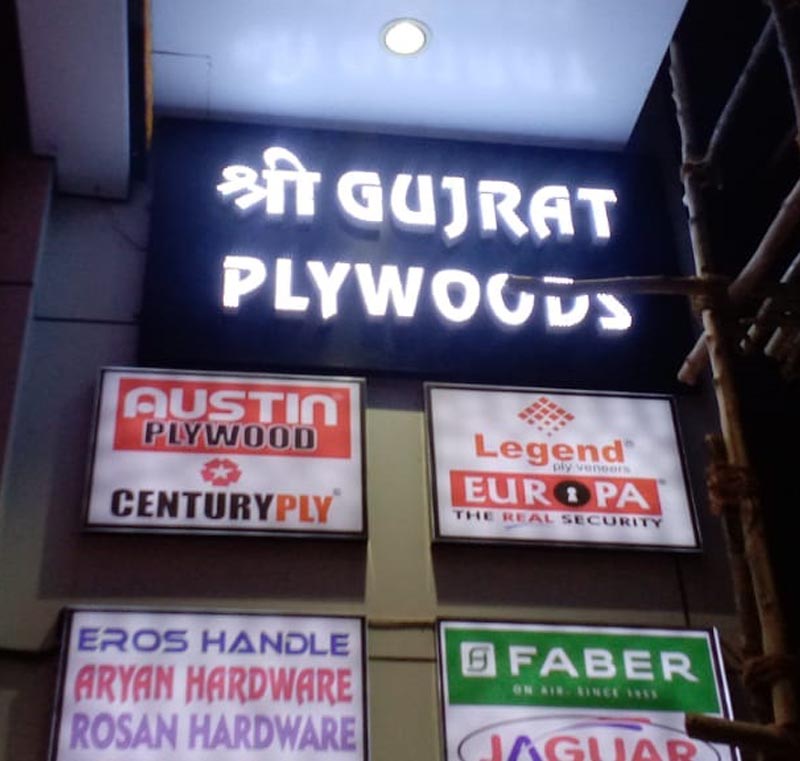 श्री GUJRAT
PLYWOODS
AUSTIN
PLYWOOD
CENTURYPLY
Legend
ply veneers
EUROPA
THE REAL SECURITY
EROS HANDLE
ARYAN HARDWARE
ROSAN HARDWARE
FABER
ON AIR. SINCE 1955
JAGUAR